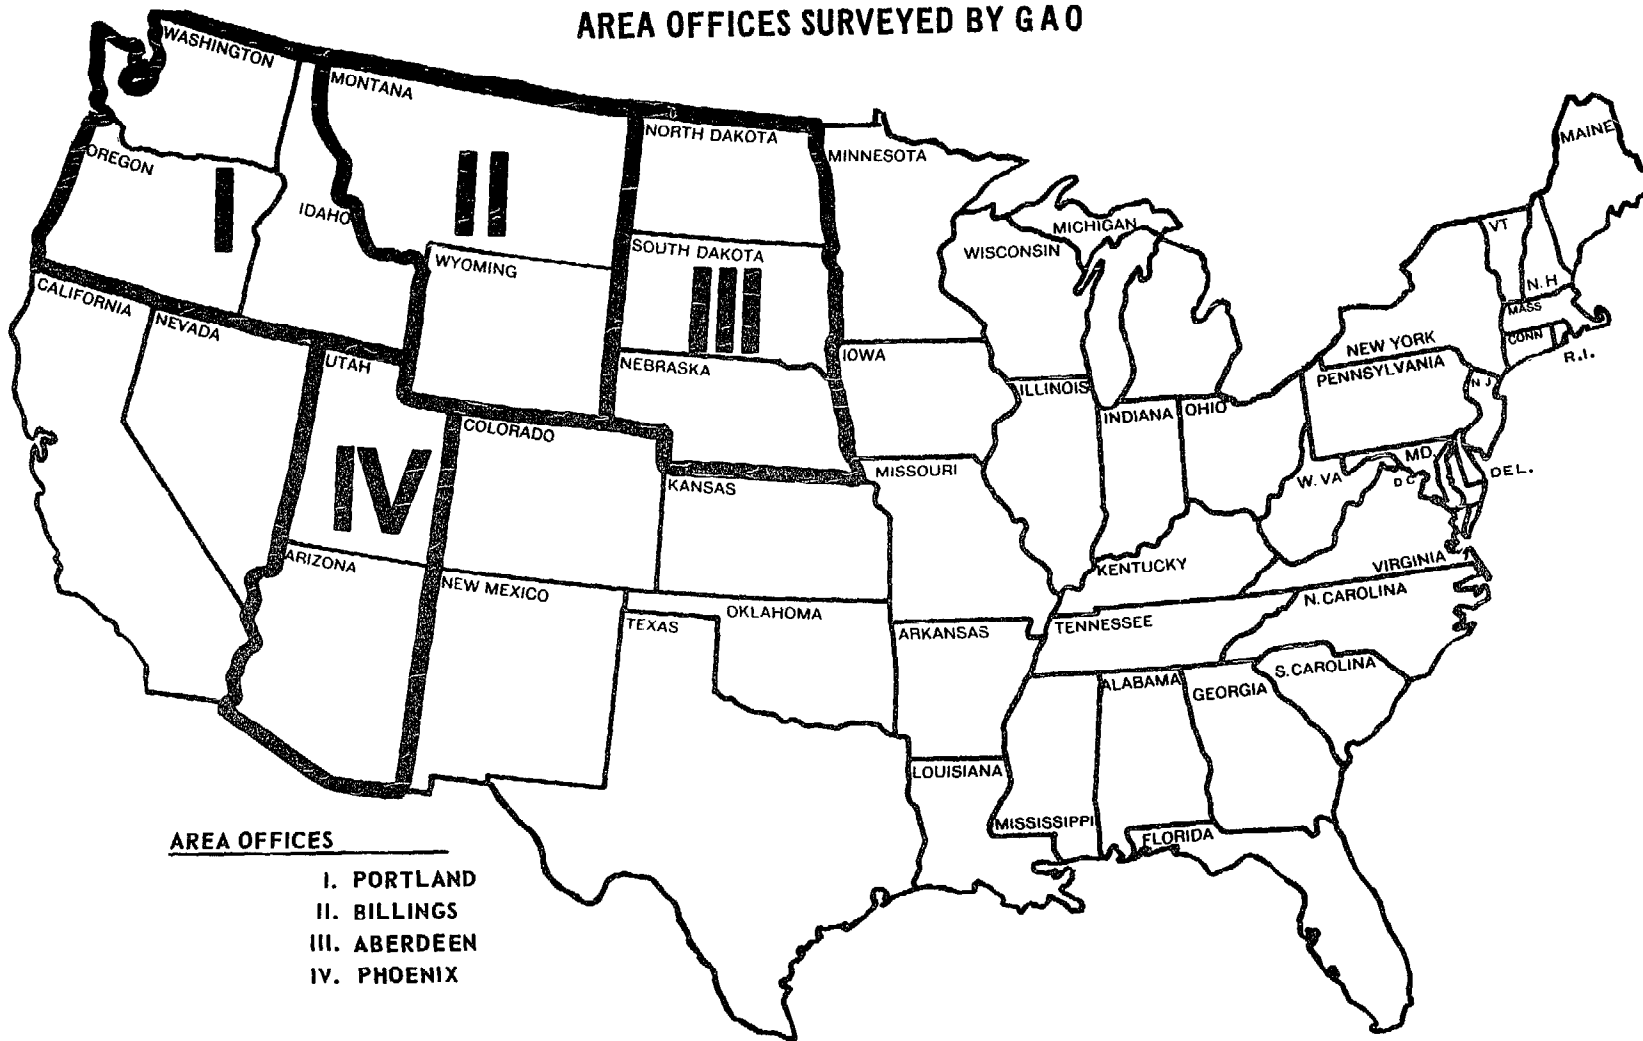 AREA OFFICES SURVEYED BY GAO
WASHINGTON
MONTANA
NORTH DAKOTA
MINNESOTA
MAINE
OREGON
I
II
IDAHO
WYOMING
SOUTH DAKOTA
III
WISCONSIN
MICHIGAN
VT
N.H
MASS
CONN
R.I.
CALIFORNIA
NEVADA
UTAH
NEBRASKA
IOWA
NEW YORK
PENNSYLVANIA
N J
ILLINOIS
INDIANA
OHIO
COLORADO
IV
KANSAS
MISSOURI
W. VA
MD.
D C
DEL.
ARIZONA
NEW MEXICO
KENTUCKY
VIRGINIA
OKLAHOMA
TEXAS
ARKANSAS
TENNESSEE
N. CAROLINA
S. CAROLINA
ALABAMA
GEORGIA
LOUISIANA
MISSISSIPPI
FLORIDA
AREA OFFICES
I. PORTLAND
II. BILLINGS
III. ABERDEEN
IV. PHOENIX